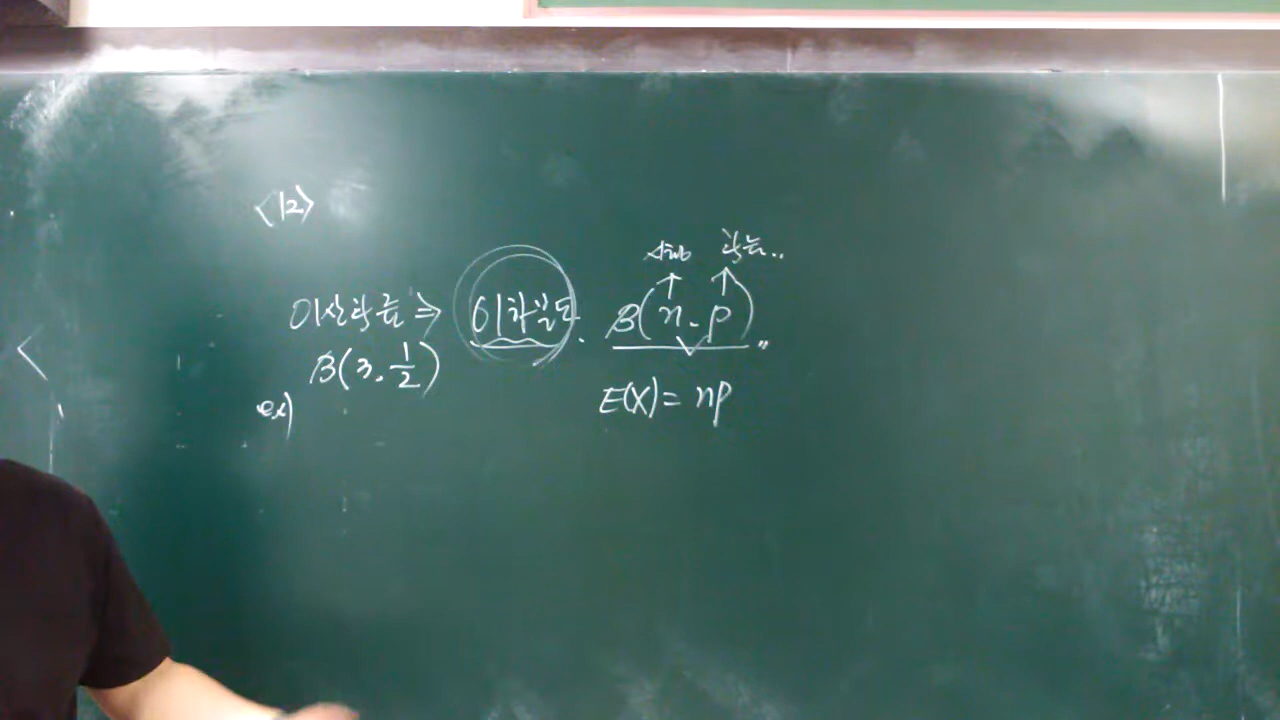 <12>
시행 확률..
이산확률 ⇒ 이항분포. B(n, p)
B(3, 1/2)
E(X) = np
ex)